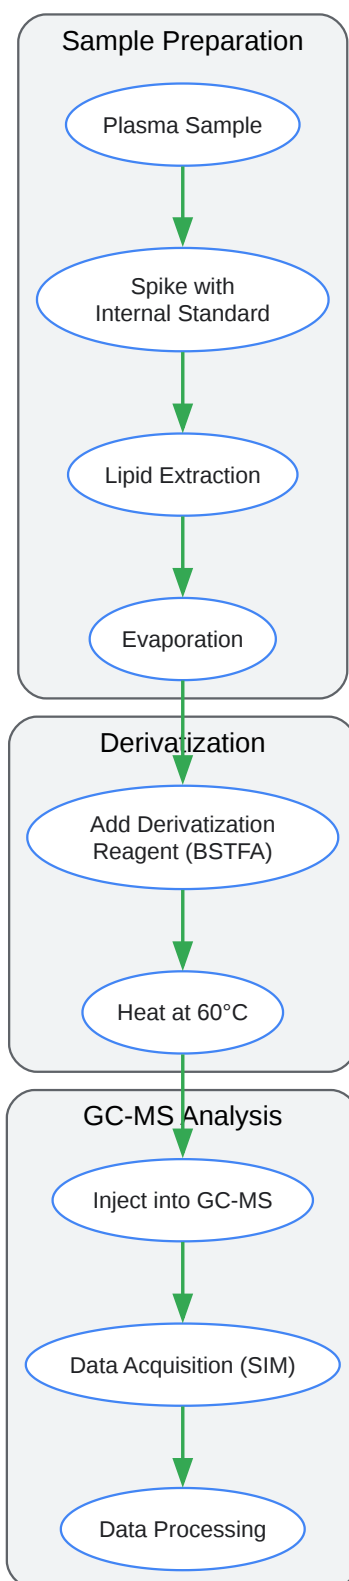 Sample Preparation
Plasma Sample
Spike with
Internal Standard
Lipid Extraction
Evaporation
Derivatization
Add Derivatization
Reagent (BSTFA)
Heat at 60°C
GC-MS Analysis
Inject into GC-MS
Data Acquisition (SIM)
Data Processing